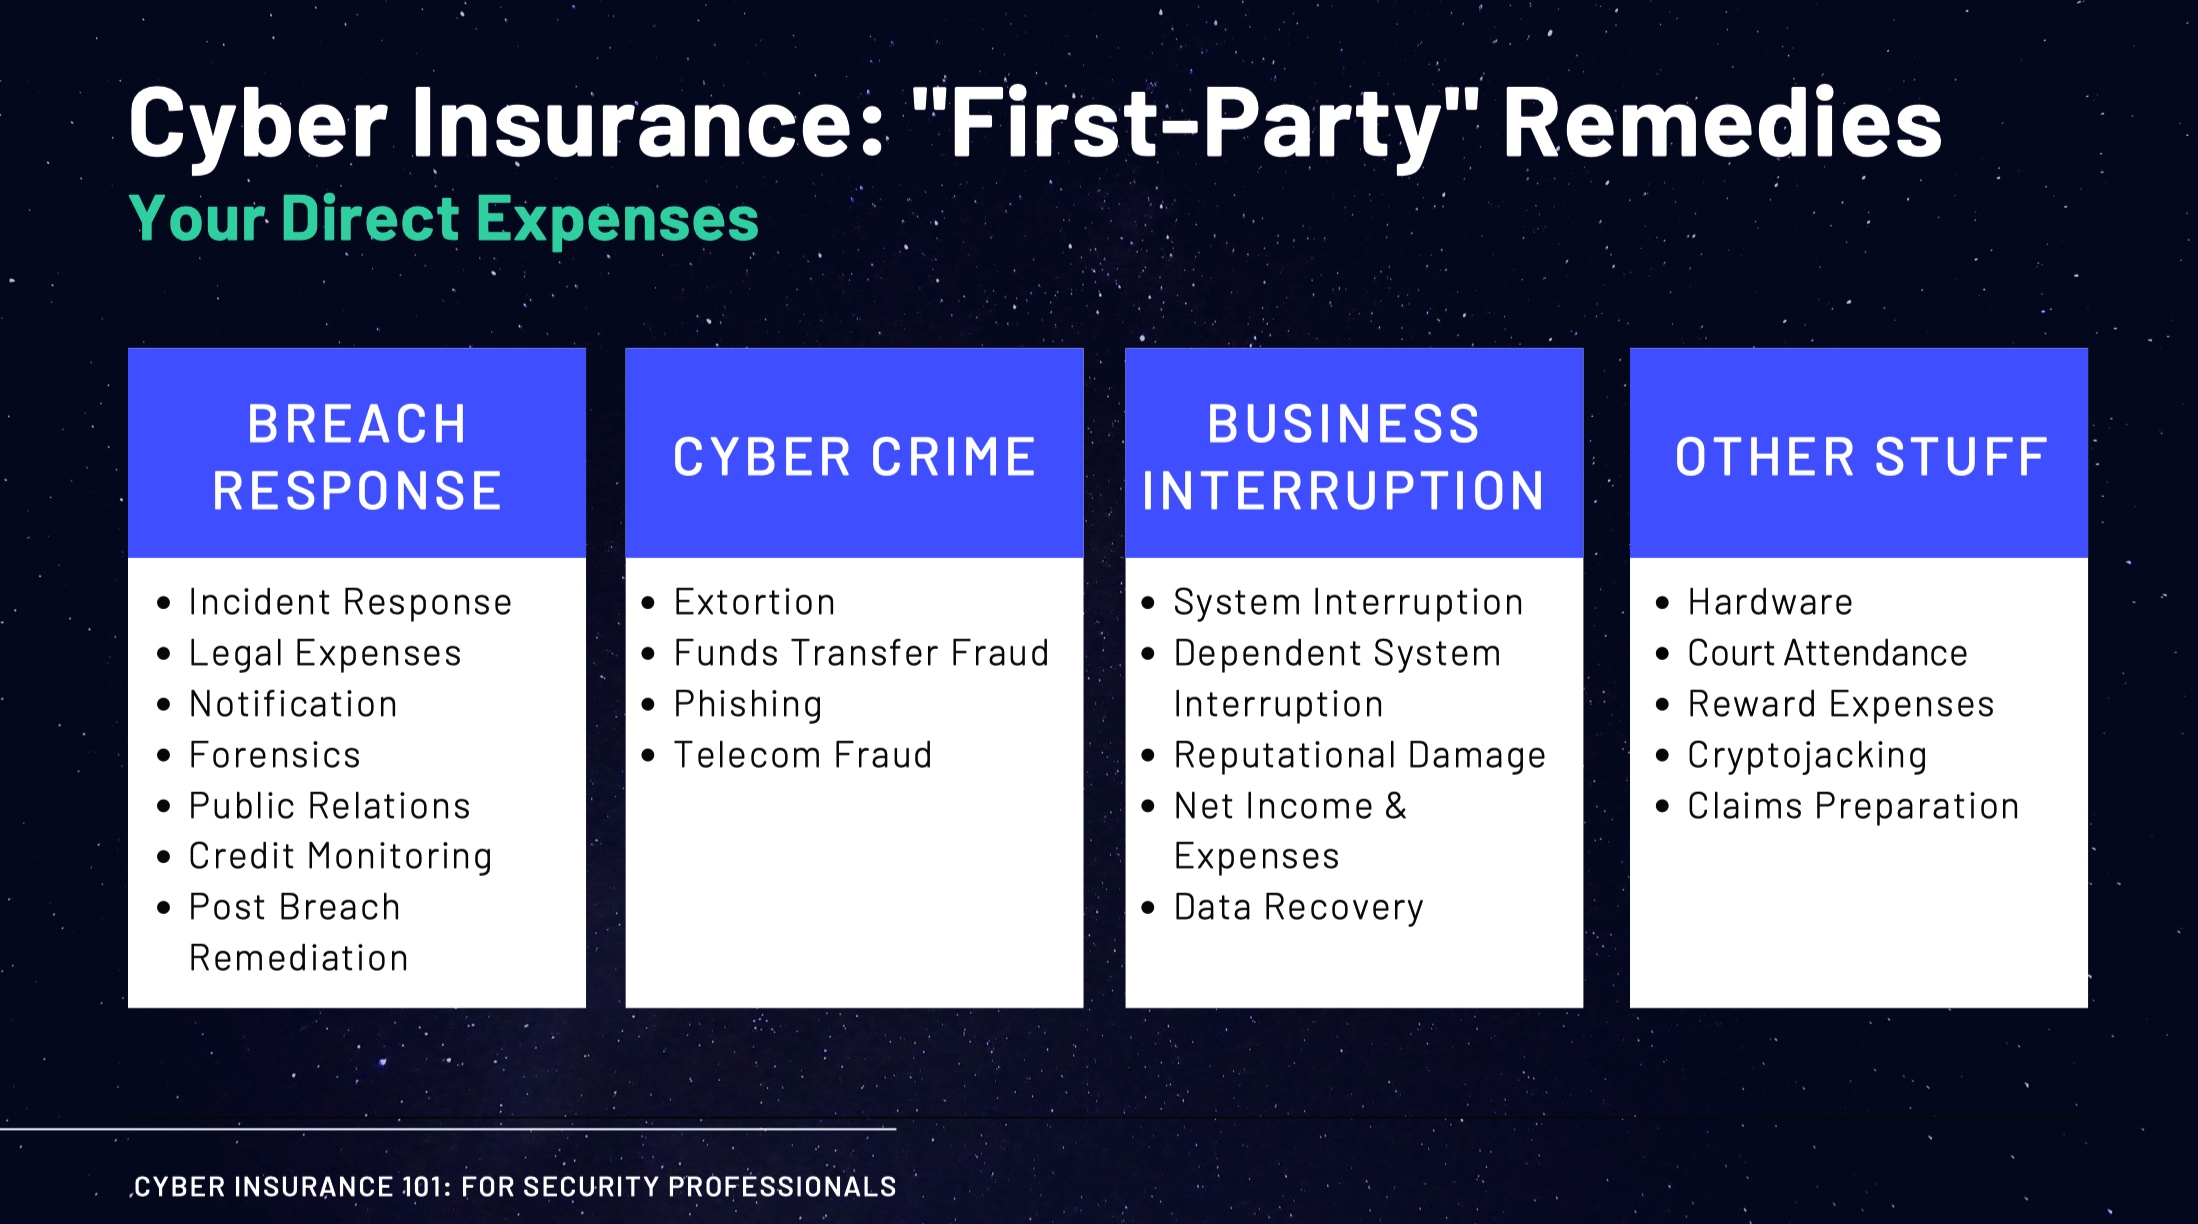 Cyber Insurance: "First-Party" Remedies
Your Direct Expenses
BREACH
RESPONSE
• Incident Response
• Legal Expenses
• Notification
• Forensics
• Public Relations
• Credit Monitoring
• Post Breach
Remediation
CYBER CRIME
• Extortion
• Funds Transfer Fraud
• Phishing
• Telecom Fraud
BUSINESS
INTERRUPTION
• System Interruption
• Dependent System
Interruption
• Reputational Damage
• Net Income &
Expenses
• Data Recovery
OTHER STUFF
• Hardware
• Court Attendance
• Reward Expenses
• Cryptojacking
• Claims Preparation
CYBER INSURANCE 101: FOR SECURITY PROFESSIONALS